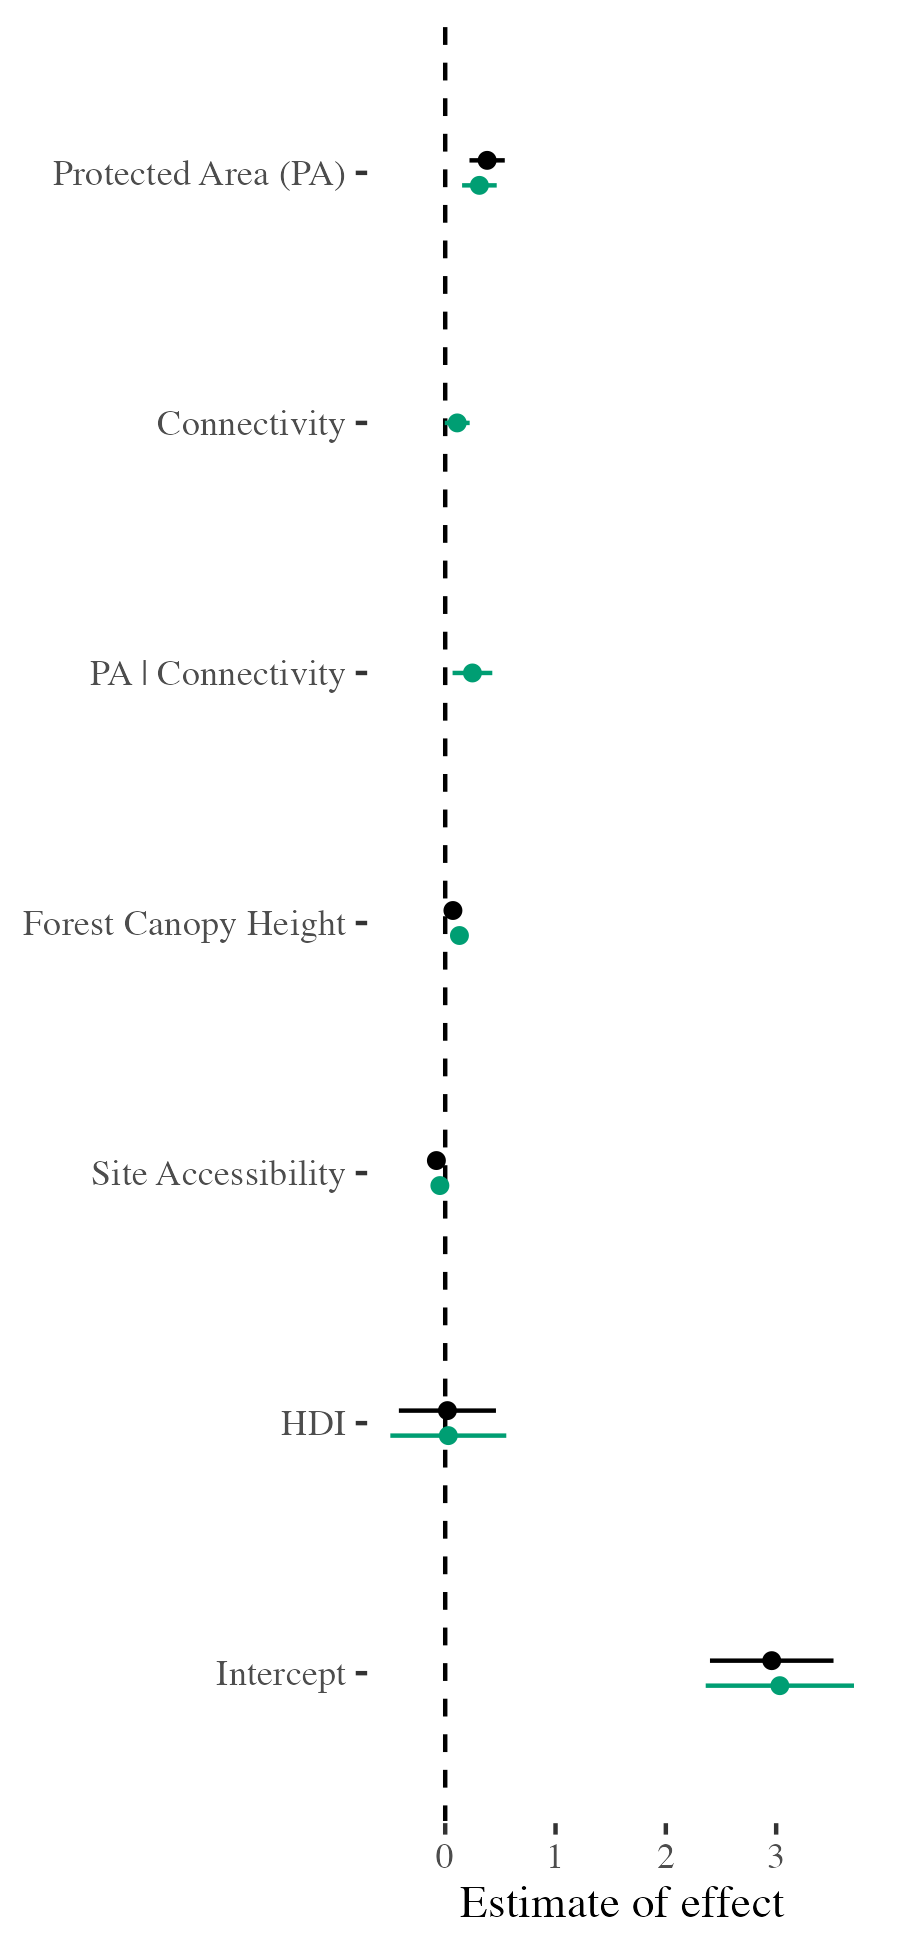 Protected Area (PA)
Connectivity
PA | Connectivity
Forest Canopy Height
Site Accessibility
HDI
Intercept
0 1 2 3
Estimate of effect